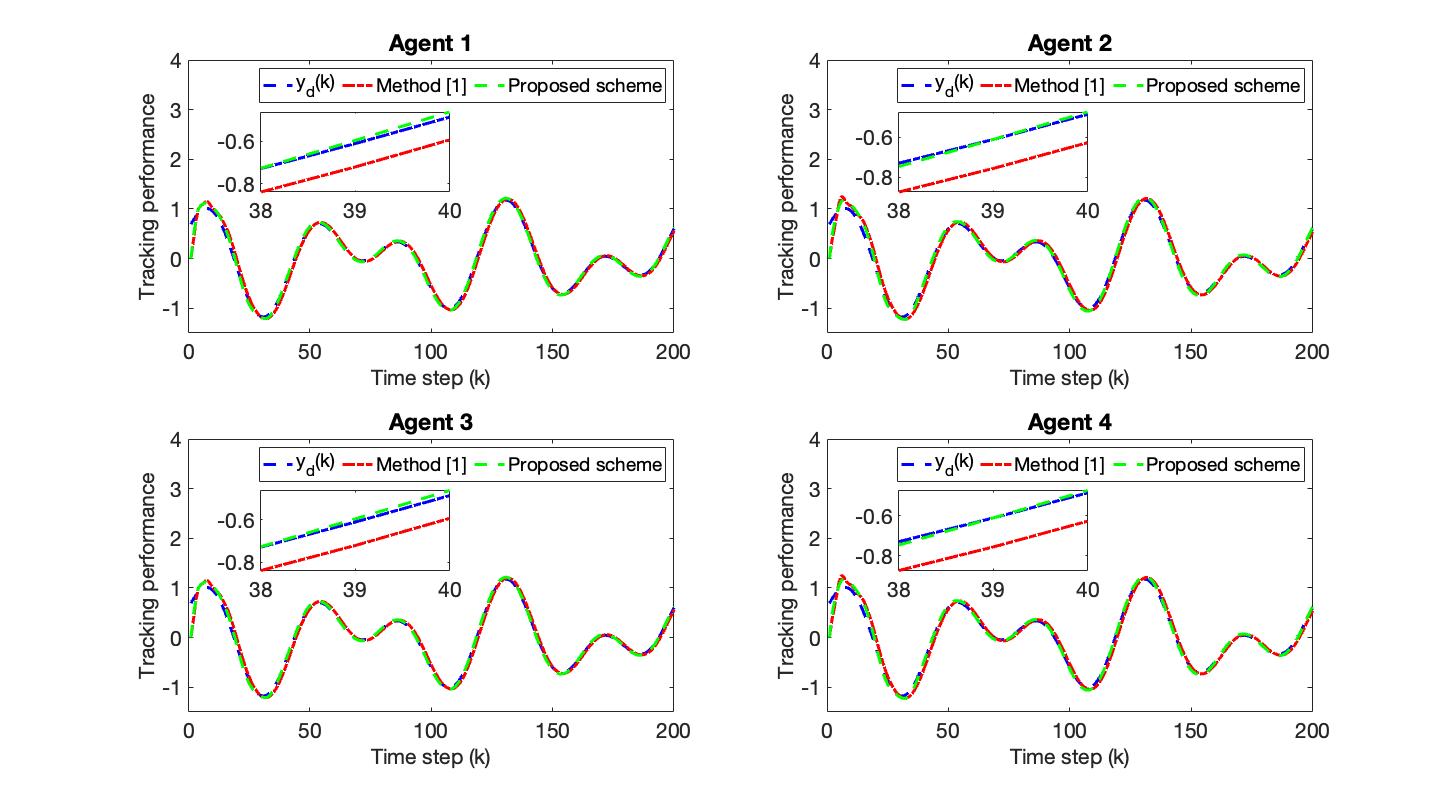 Agent 1
4
3
2
1
0
-1
Tracking performance
y_d(k) Method [1] Proposed scheme
-0.6
-0.8
38 39 40
0 50 100 150 200
Time step (k)
Agent 2
4
3
2
1
0
-1
Tracking performance
y_d(k) Method [1] Proposed scheme
-0.6
-0.8
38 39 40
0 50 100 150 200
Time step (k)
Agent 3
4
3
2
1
0
-1
Tracking performance
y_d(k) Method [1] Proposed scheme
-0.6
-0.8
38 39 40
0 50 100 150 200
Time step (k)
Agent 4
4
3
2
1
0
-1
Tracking performance
y_d(k) Method [1] Proposed scheme
-0.6
-0.8
38 39 40
0 50 100 150 200
Time step (k)